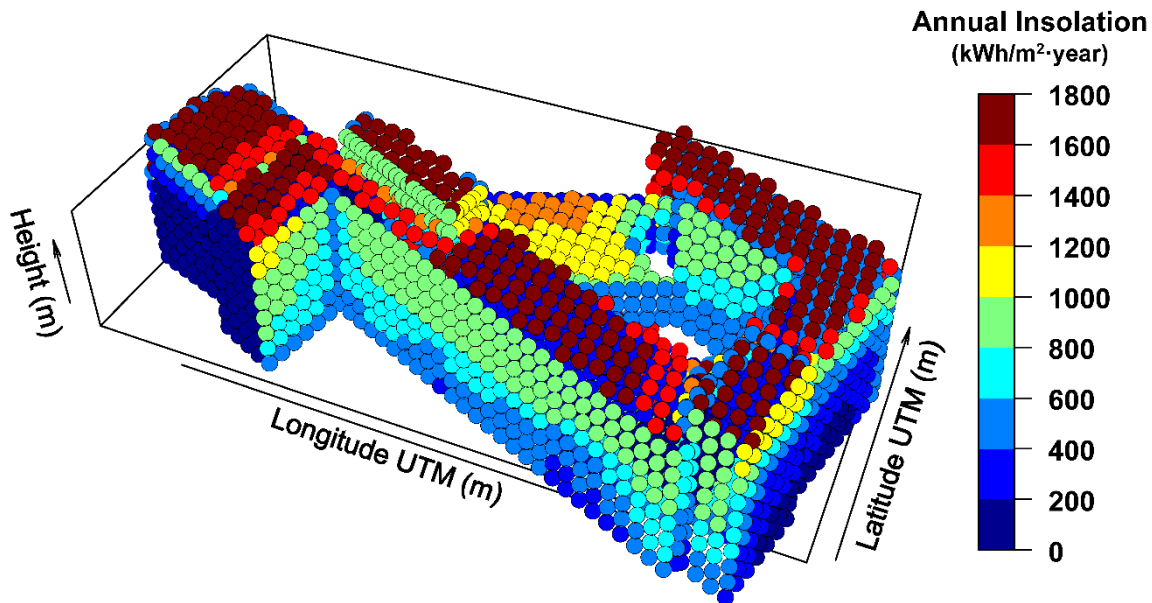 Annual Insolation
(kWh/m²·year)
1800
1600
1400
1200
1000
800
600
400
200
0
Height (m)
Longitude UTM (m)
Latitude UTM (m)